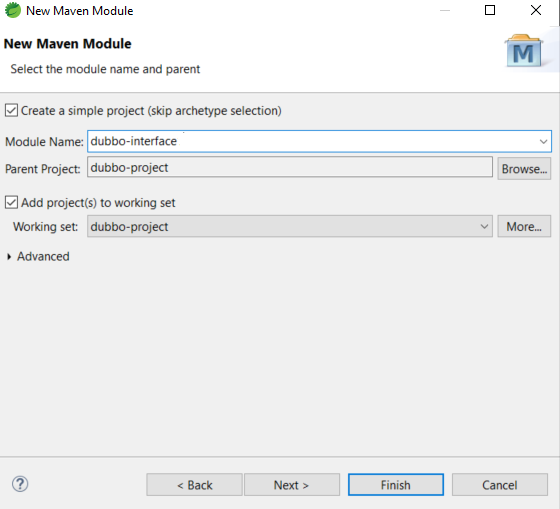 New Maven Module
New Maven Module
Select the module name and parent
M
Create a simple project (skip archetype selection)
Module Name: dubbo-interface
Parent Project: dubbo-project Browse...
Add project(s) to working set
Working set: dubbo-project More...
Advanced
? < Back Next > Finish Cancel